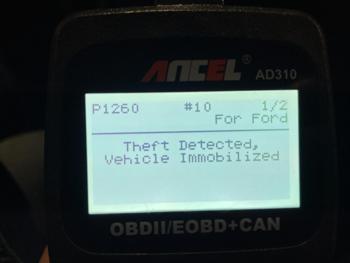 ANCEL®
AD310
P1260 #10 1/2
For Ford
Theft Detected,
Vehicle Immobilized
OBDII/EOBD+CAN